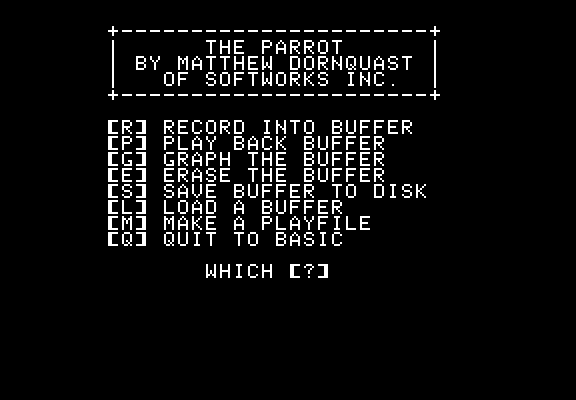 +-----------------------+
| THE PARROT |
| BY MATTHEW DORNQUAST |
| OF SOFTWORKS INC. |
+-----------------------+
[R] RECORD INTO BUFFER
[P] PLAY BACK BUFFER
[G] GRAPH THE BUFFER
[E] ERASE THE BUFFER
[S] SAVE BUFFER TO DISK
[L] LOAD A BUFFER
[M] MAKE A PLAYFILE
[Q] QUIT TO BASIC
WHICH [?]